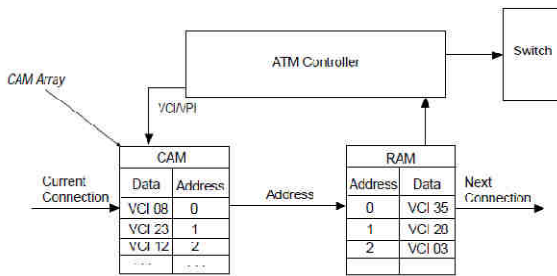 ATM Controller
Switch
CAM Array
VCI/VPI
CAM
Data Address
VCI 08 0
VCI 23 1
VCI 12 2
... ...
Current
Connection
Address
RAM
Address Data
0 VCI 35
1 VCI 28
2 VCI 03
Next
Connection